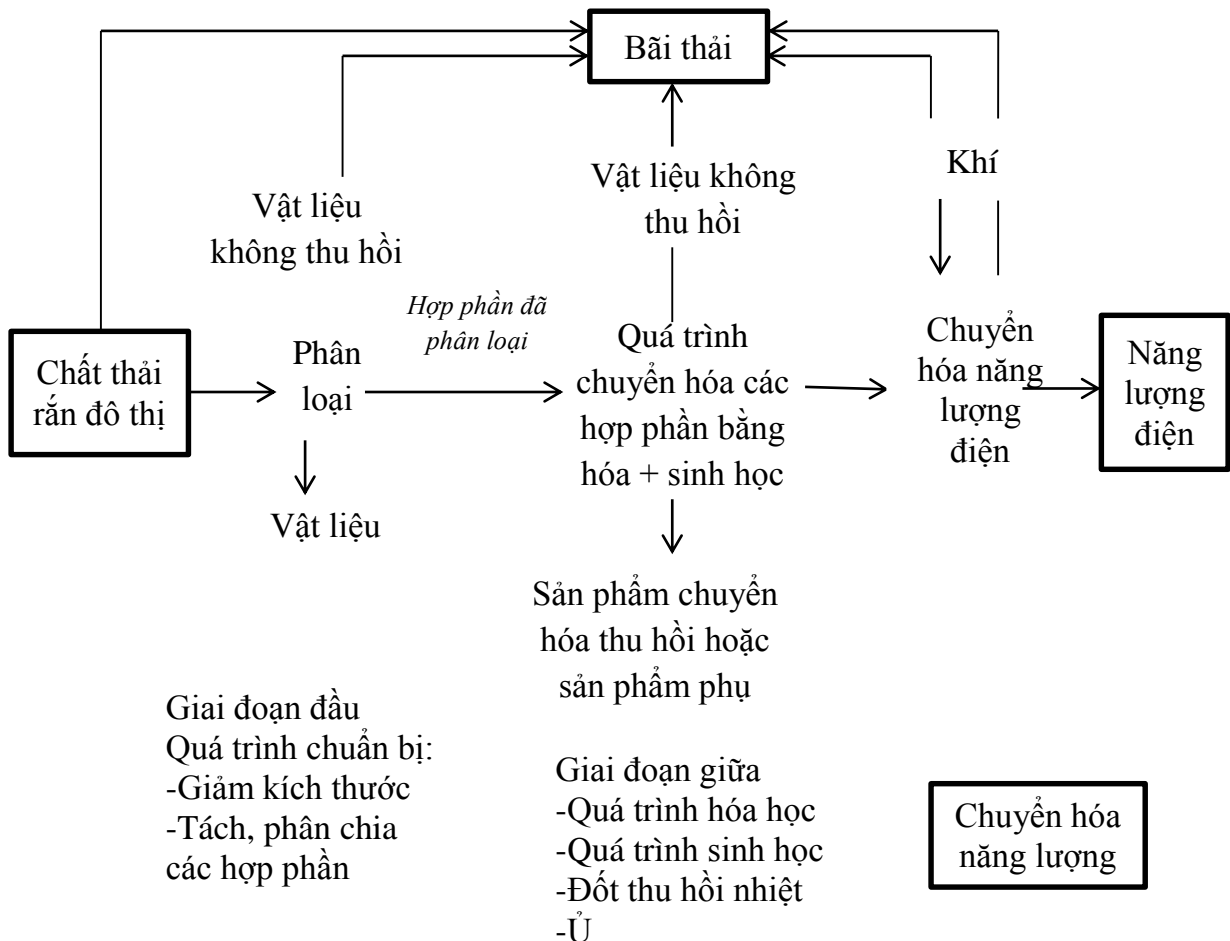 Bãi thải
Vật liệu
không thu hồi
Vật liệu không
thu hồi
Khí
Chất thải
rắn đô thị
Phân
loại
Hợp phần đã
phân loại
Quá trình
chuyển hóa các
hợp phần bằng
hóa + sinh học
Chuyển
hóa năng
lượng
điện
Năng
lượng
điện
Vật liệu
Sản phẩm chuyển
hóa thu hồi hoặc
sản phẩm phụ
Giai đoạn đầu
Quá trình chuẩn bị:
-Giảm kích thước
-Tách, phân chia
các hợp phần
Giai đoạn giữa
-Quá trình hóa học
-Quá trình sinh học
-Đốt thu hồi nhiệt
-Ủ
Chuyển hóa
năng lượng